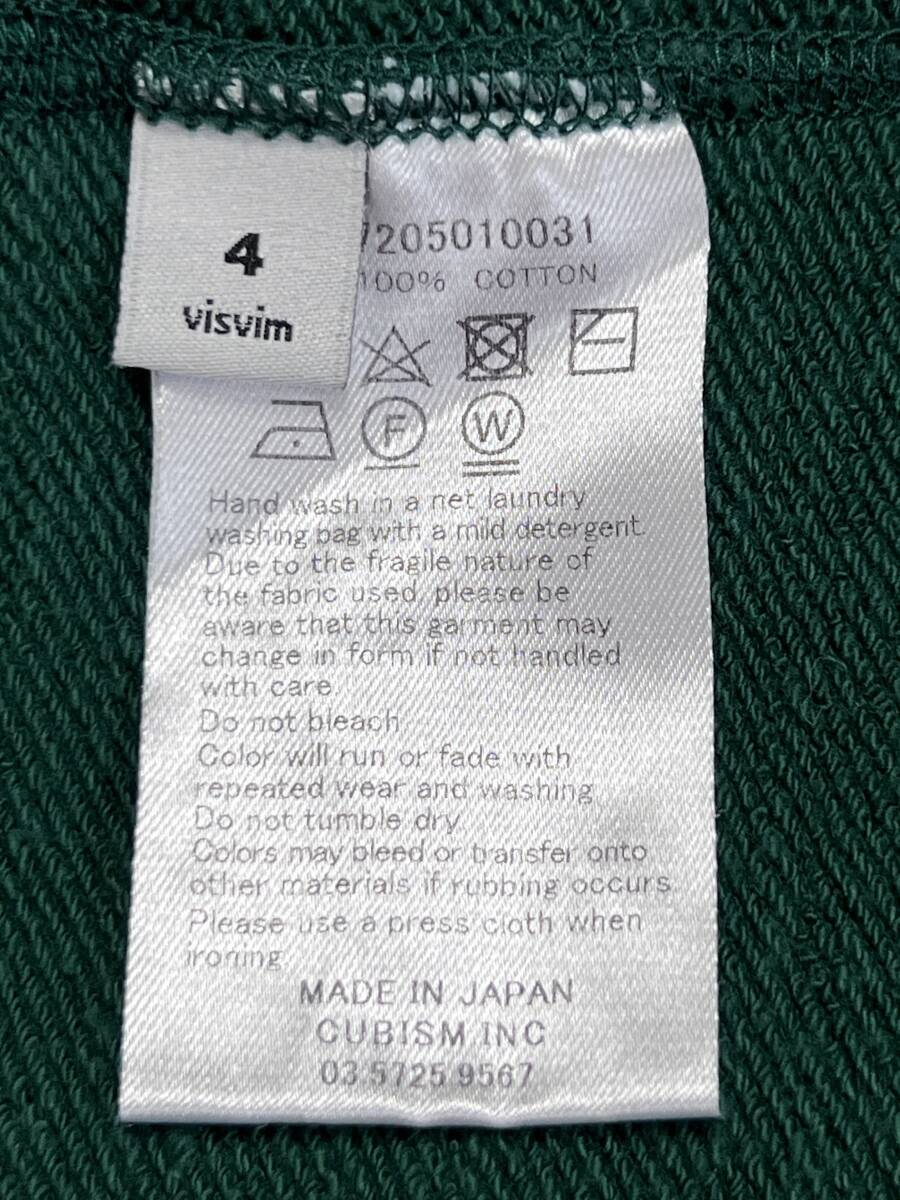 4
visvim
205010031
100% COTTON
F
W
Hand wash in a net laundry
washing bag with a mild detergent.
Due to the fragile nature of
the fabric used, please be
aware that this garment may
change in form if not handled
with care.
Do not bleach.
Color will run or fade with
repeated wear and washing.
Do not tumble dry.
Colors may bleed or transfer onto
other materials if rubbing occurs.
Please use a press cloth when
ironing.
MADE IN JAPAN
CUBISM INC
03 5725 9567